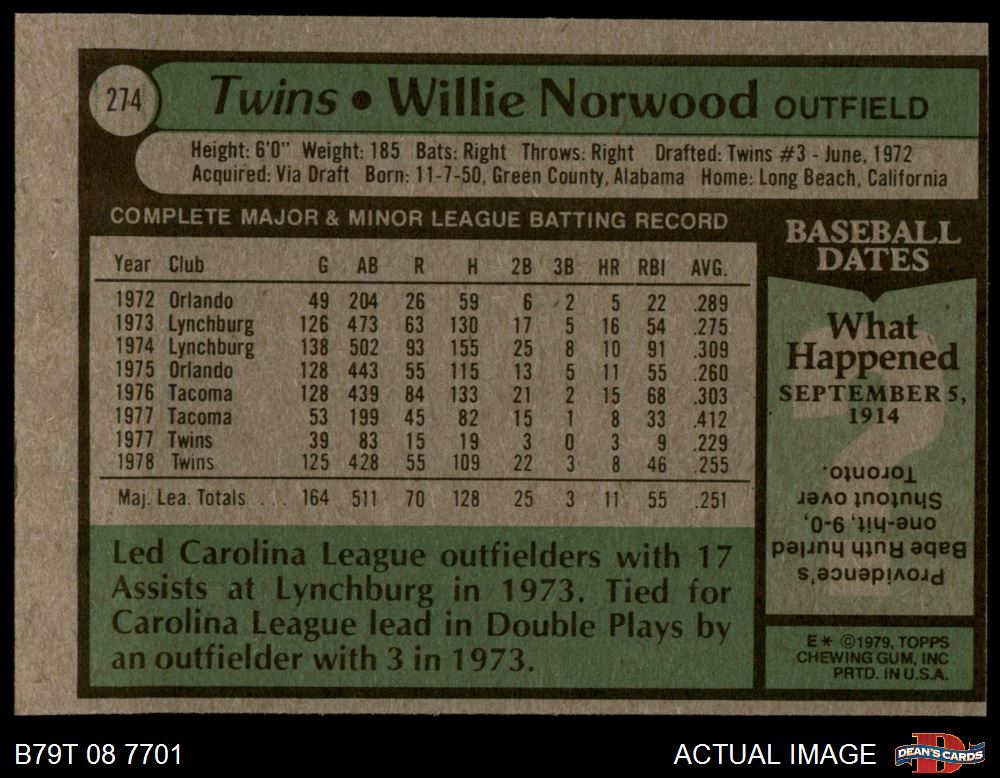 274
Twins • Willie Norwood OUTFIELD
Height: 6'0" Weight: 185 Bats: Right Throws: Right Drafted: Twins #3 - June, 1972
Acquired: Via Draft Born: 11-7-50, Green County, Alabama Home: Long Beach, California
COMPLETE MAJOR & MINOR LEAGUE BATTING RECORD
Year Club G AB R H 2B 3B HR RBI AVG.
1972 Orlando 49 204 26 59 6 2 5 22 .289
1973 Lynchburg 126 473 63 130 17 5 16 54 .275
1974 Lynchburg 138 502 93 155 25 8 10 91 .309
1975 Orlando 128 443 55 115 13 5 11 55 .260
1976 Tacoma 128 439 84 133 21 2 15 68 .303
1977 Tacoma 53 199 45 82 15 1 8 33 .412
1977 Twins 39 83 15 19 3 0 3 9 .229
1978 Twins 125 428 55 109 22 3 8 46 .255
Maj. Lea. Totals ... 164 511 70 128 25 3 11 55 .251
Led Carolina League outfielders with 17
Assists at Lynchburg in 1973. Tied for
Carolina League lead in Double Plays by
an outfielder with 3 in 1973.
BASEBALL
DATES
What
Happened
SEPTEMBER 5,
1914
Providence's
Babe Ruth hurled
one-hit, 9-0,
Shutout over
Toronto.
E* ©1979, TOPPS
CHEWING GUM, INC
PRTD. IN U.S.A.
B79T 08 7701
ACTUAL IMAGE
DEAN'S CARDS